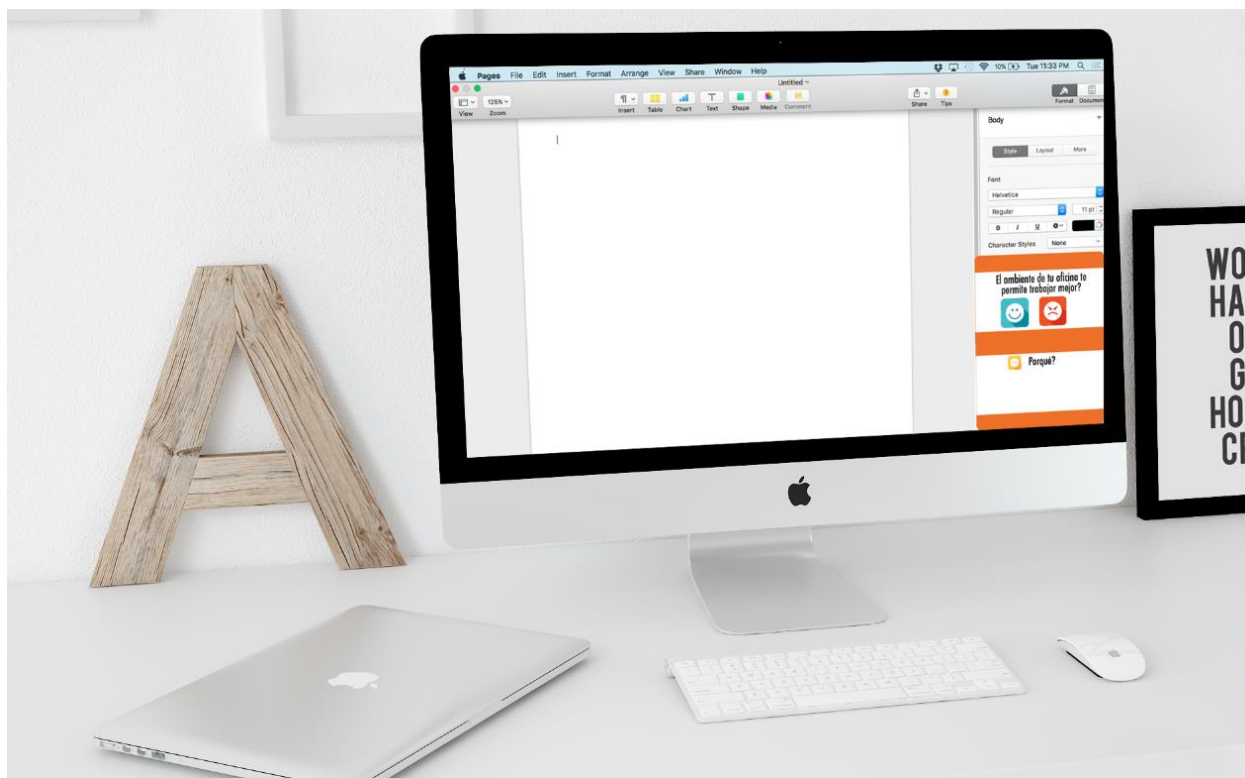 Pages File Edit Insert Format Arrange View Share Window Help
10% Tue 11:33 PM
Untitled
125%
View Zoom
Insert Table Chart Text Shape Media Comment
Share Tips
Format Document
Body
Style Layout More
Font
Helvetica
Regular 11 pt
B I U
Character Styles None
El ambiente de tu oficina te
permite trabajar mejor?
Porqué?
A
WO
HA
O
G
HO